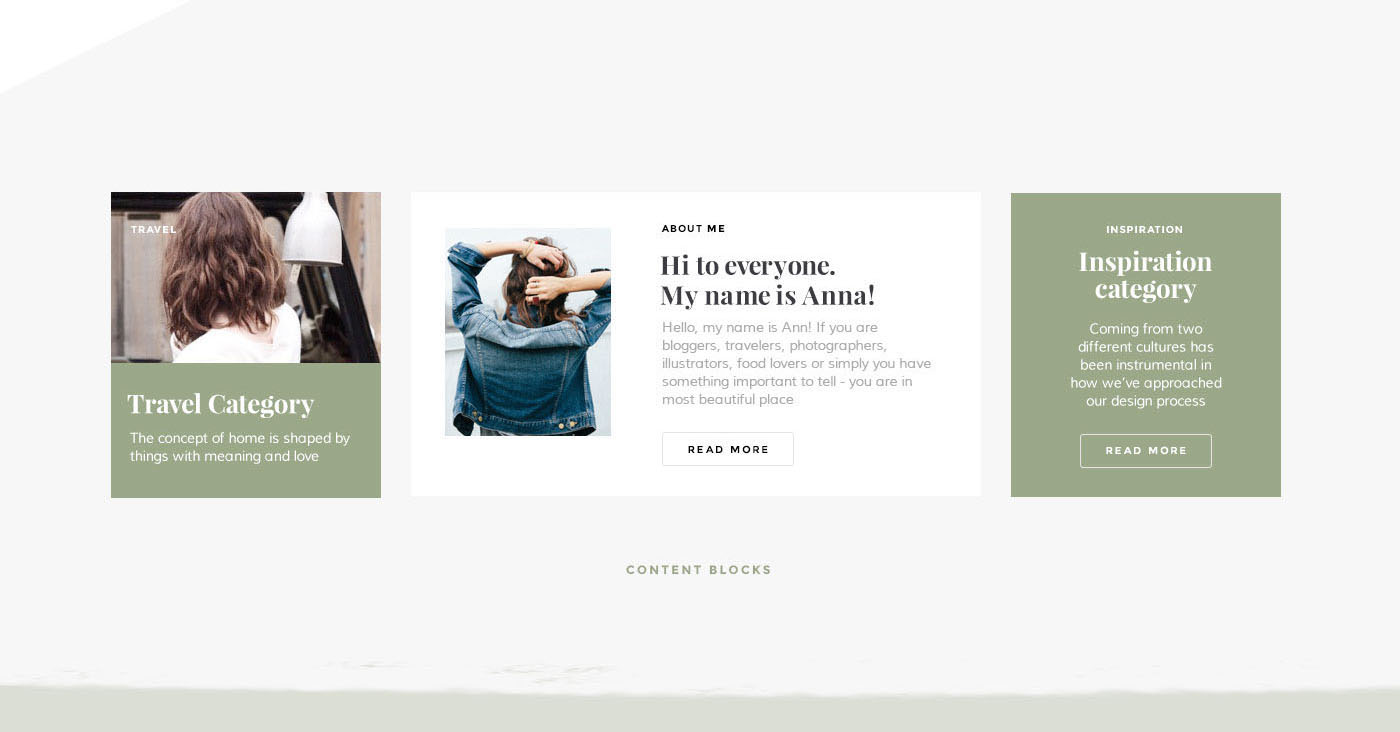 TRAVEL
Travel Category
The concept of home is shaped by
things with meaning and love
ABOUT ME
Hi to everyone.
My name is Anna!
Hello, my name is Ann! If you are
bloggers, travelers, photographers,
illustrators, food lovers or simply you have
something important to tell - you are in
most beautiful place
READ MORE
INSPIRATION
Inspiration
category
Coming from two
different cultures has
been instrumental in
how we've approached
our design process
READ MORE
CONTENT BLOCKS